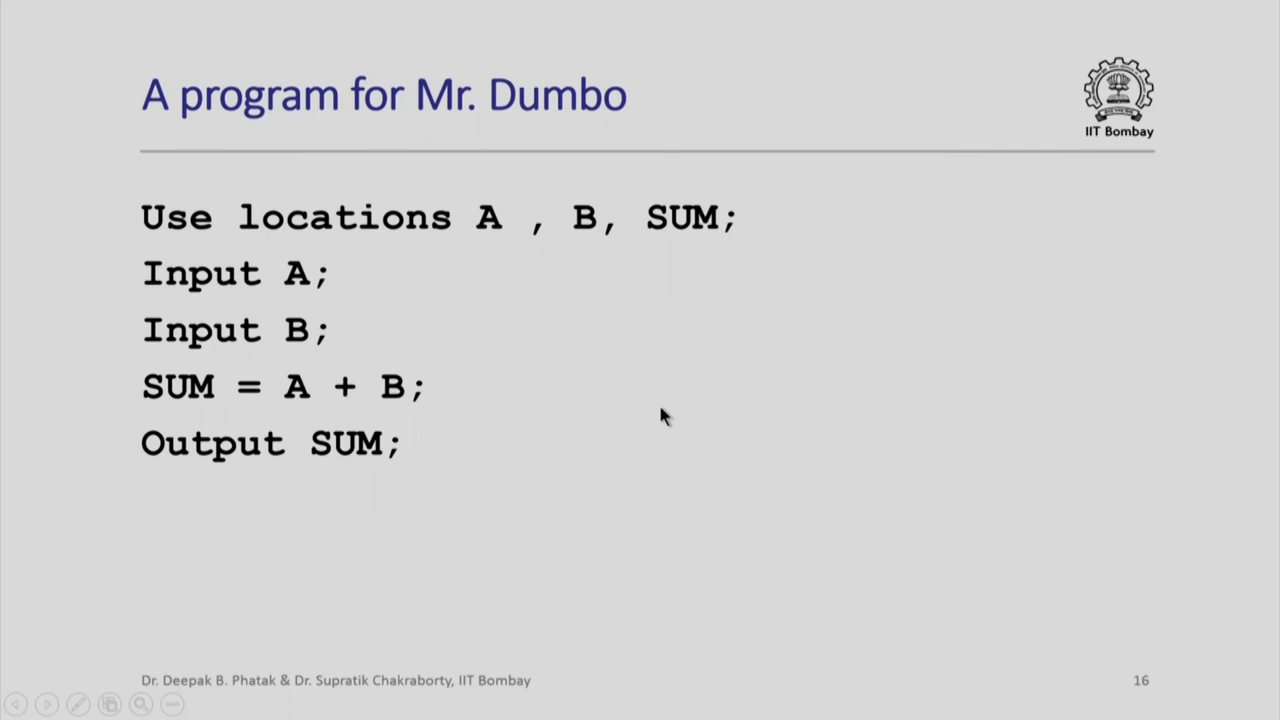 A program for Mr. Dumbo
IIT Bombay
Use locations A , B, SUM;
Input A;
Input B;
SUM = A + B;
Output SUM;
Dr. Deepak B. Phatak & Dr. Supratik Chakraborty, IIT Bombay
16